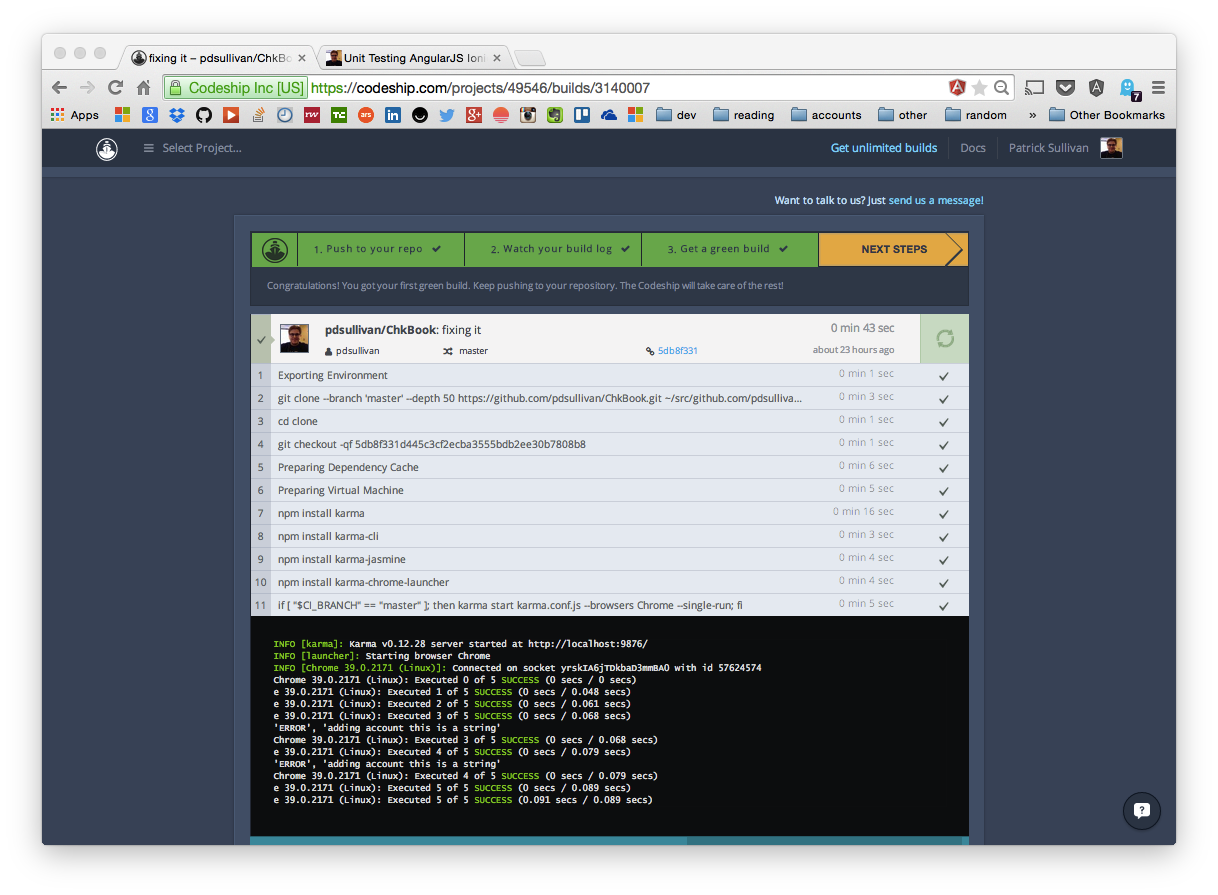 fixing it – pdsullivan/ChkBo
Unit Testing AngularJS Ioni
Codeship Inc [US] https://codeship.com/projects/49546/builds/3140007
7
Apps
8
rw
TC
ars
in
g+
dev
reading
accounts
other
random
»
Other Bookmarks
Select Project...
Get unlimited builds
Docs
Patrick Sullivan
Want to talk to us? Just send us a message!
1. Push to your repo
2. Watch your build log
3. Get a green build
NEXT STEPS
Congratulations! You got your first green build. Keep pushing to your repository. The Codeship will take care of the rest!
pdsullivan/ChkBook: fixing it
0 min 43 sec
pdsullivan
master
5db8f331
about 23 hours ago
1 Exporting Environment 0 min 1 sec
2 git clone --branch 'master' --depth 50 https://github.com/pdsullivan/ChkBook.git ~/src/github.com/pdsulliva... 0 min 3 sec
3 cd clone 0 min 1 sec
4 git checkout -qf 5db8f331d445c3cf2ecba3555bdb2ee30b7808b8 0 min 1 sec
5 Preparing Dependency Cache 0 min 6 sec
6 Preparing Virtual Machine 0 min 5 sec
7 npm install karma 0 min 16 sec
8 npm install karma-cli 0 min 3 sec
9 npm install karma-jasmine 0 min 4 sec
10 npm install karma-chrome-launcher 0 min 4 sec
11 if [ "$CI_BRANCH" == "master" ]; then karma start karma.conf.js --browsers Chrome --single-run; fi 0 min 5 sec
INFO [karma]: Karma v0.12.28 server started at http://localhost:9876/
INFO [launcher]: Starting browser Chrome
INFO [Chrome 39.0.2171 (Linux)]: Connected on socket yrskIA6jTDkbaD3mmBAO with id 57624574
Chrome 39.0.2171 (Linux): Executed 0 of 5 SUCCESS (0 secs / 0 secs)
e 39.0.2171 (Linux): Executed 1 of 5 SUCCESS (0 secs / 0.048 secs)
e 39.0.2171 (Linux): Executed 2 of 5 SUCCESS (0 secs / 0.061 secs)
e 39.0.2171 (Linux): Executed 3 of 5 SUCCESS (0 secs / 0.068 secs)
'ERROR', 'adding account this is a string'
Chrome 39.0.2171 (Linux): Executed 3 of 5 SUCCESS (0 secs / 0.068 secs)
e 39.0.2171 (Linux): Executed 4 of 5 SUCCESS (0 secs / 0.079 secs)
'ERROR', 'adding account this is a string'
Chrome 39.0.2171 (Linux): Executed 4 of 5 SUCCESS (0 secs / 0.079 secs)
e 39.0.2171 (Linux): Executed 5 of 5 SUCCESS (0 secs / 0.089 secs)
e 39.0.2171 (Linux): Executed 5 of 5 SUCCESS (0.091 secs / 0.089 secs)
?